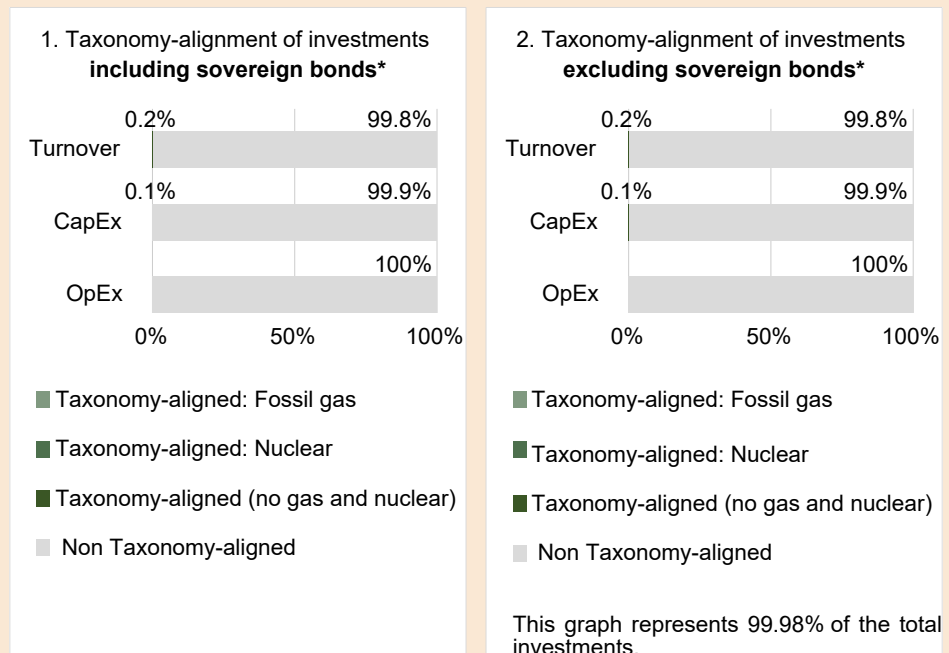 1. Taxonomy-alignment of investments
including sovereign bonds*
0.2% 99.8%
Turnover
0.1% 99.9%
CapEx
100%
OpEx
0% 50% 100%
Taxonomy-aligned: Fossil gas
Taxonomy-aligned: Nuclear
Taxonomy-aligned (no gas and nuclear)
Non Taxonomy-aligned
2. Taxonomy-alignment of investments
excluding sovereign bonds*
0.2% 99.8%
Turnover
0.1% 99.9%
CapEx
100%
OpEx
0% 50% 100%
Taxonomy-aligned: Fossil gas
Taxonomy-aligned: Nuclear
Taxonomy-aligned (no gas and nuclear)
Non Taxonomy-aligned
This graph represents 99.98% of the total
investments.